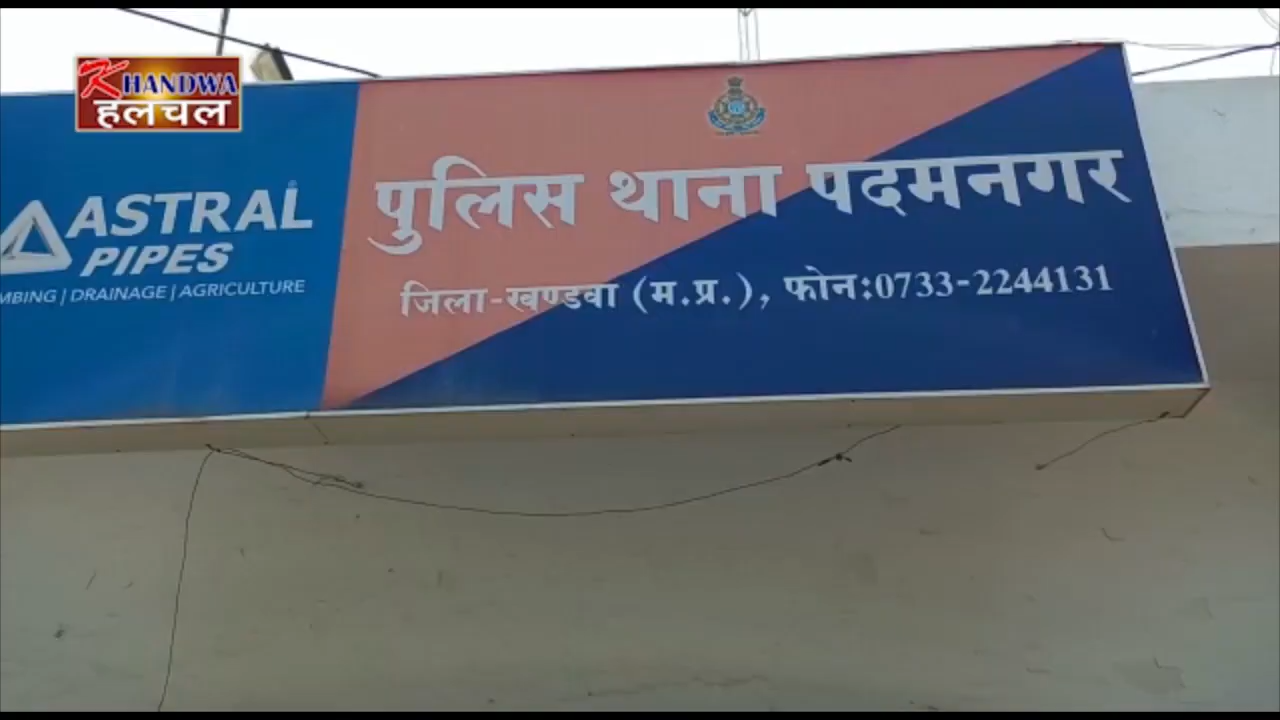 KHANDWA
हलचल
ASTRAL
PIPES
MBING | DRAINAGE | AGRICULTURE
पुलिस थाना पदमनगर
जिला-खण्डवा (म.प्र.), फोन:0733-2244131